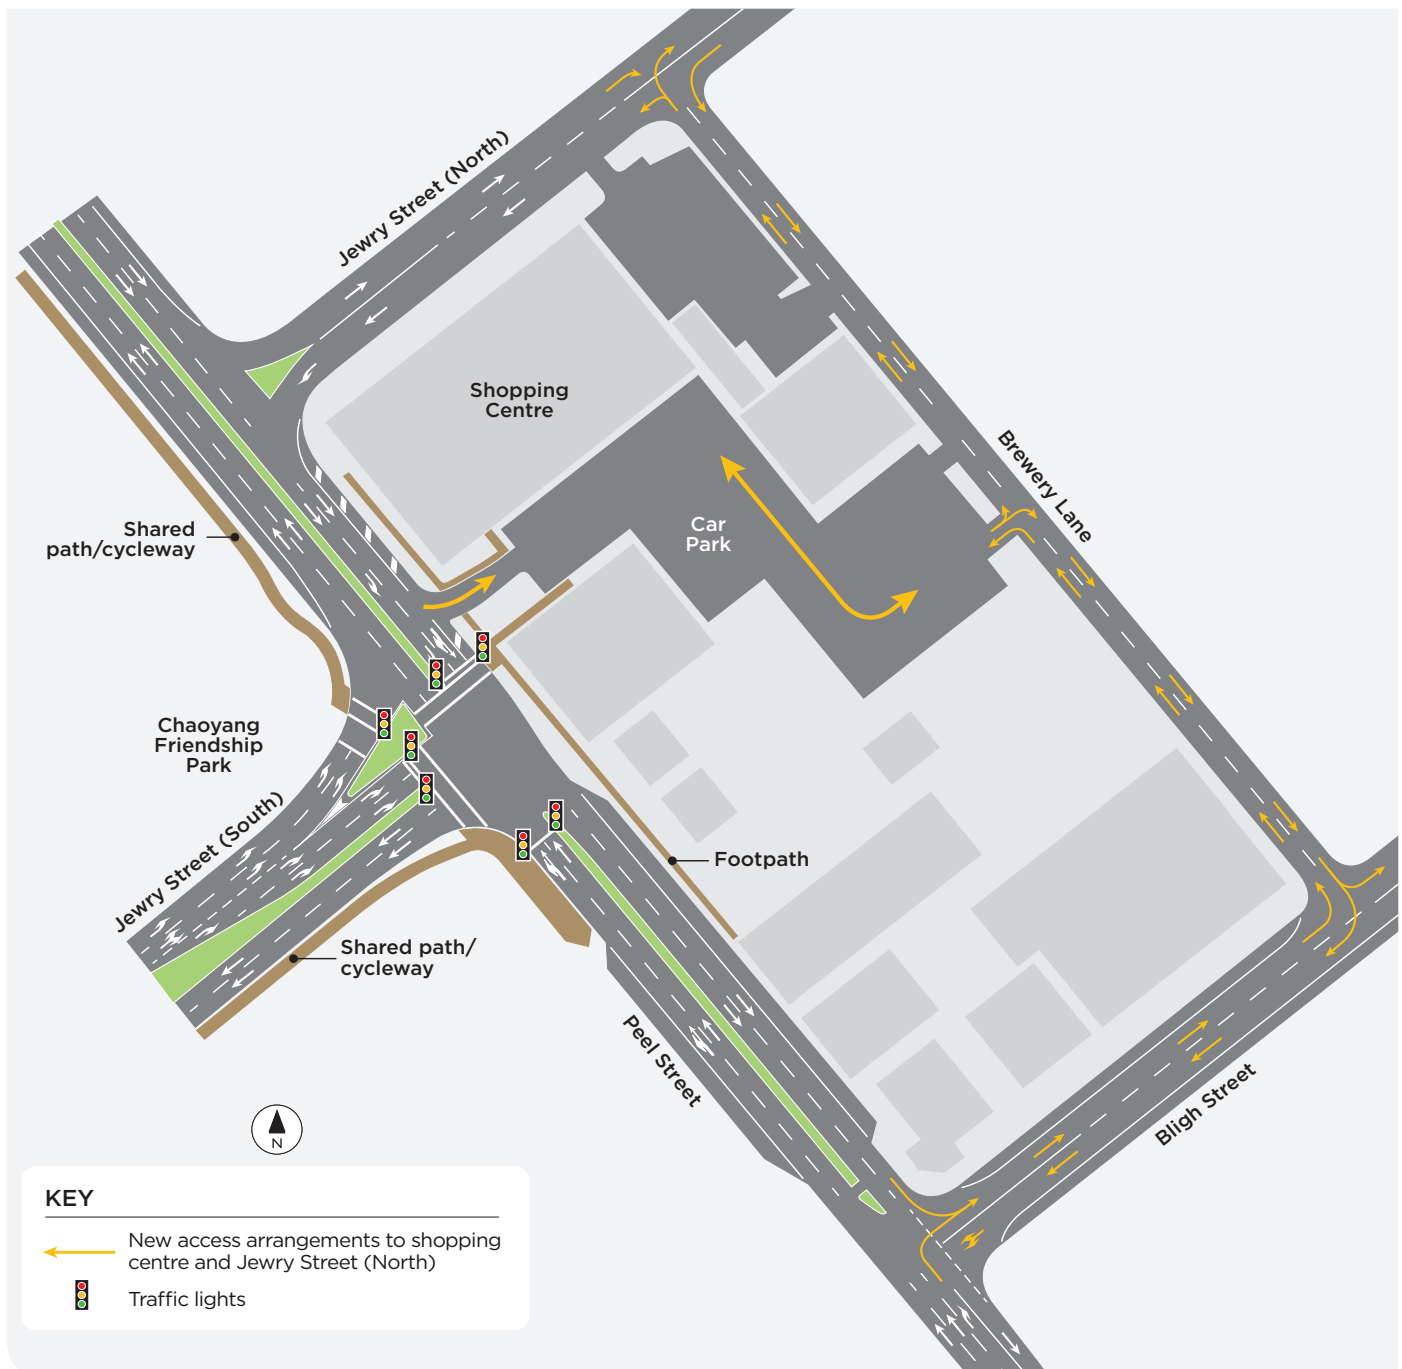 Jewry Street (North)
Shopping
Centre
Brewery Lane
Shared
path/cycleway
Car
Park
Chaoyang
Friendship
Park
Jewry Street (South)
Footpath
Shared path/
cycleway
Peel Street
Bligh Street
N
KEY
New access arrangements to shopping
centre and Jewry Street (North)
Traffic lights